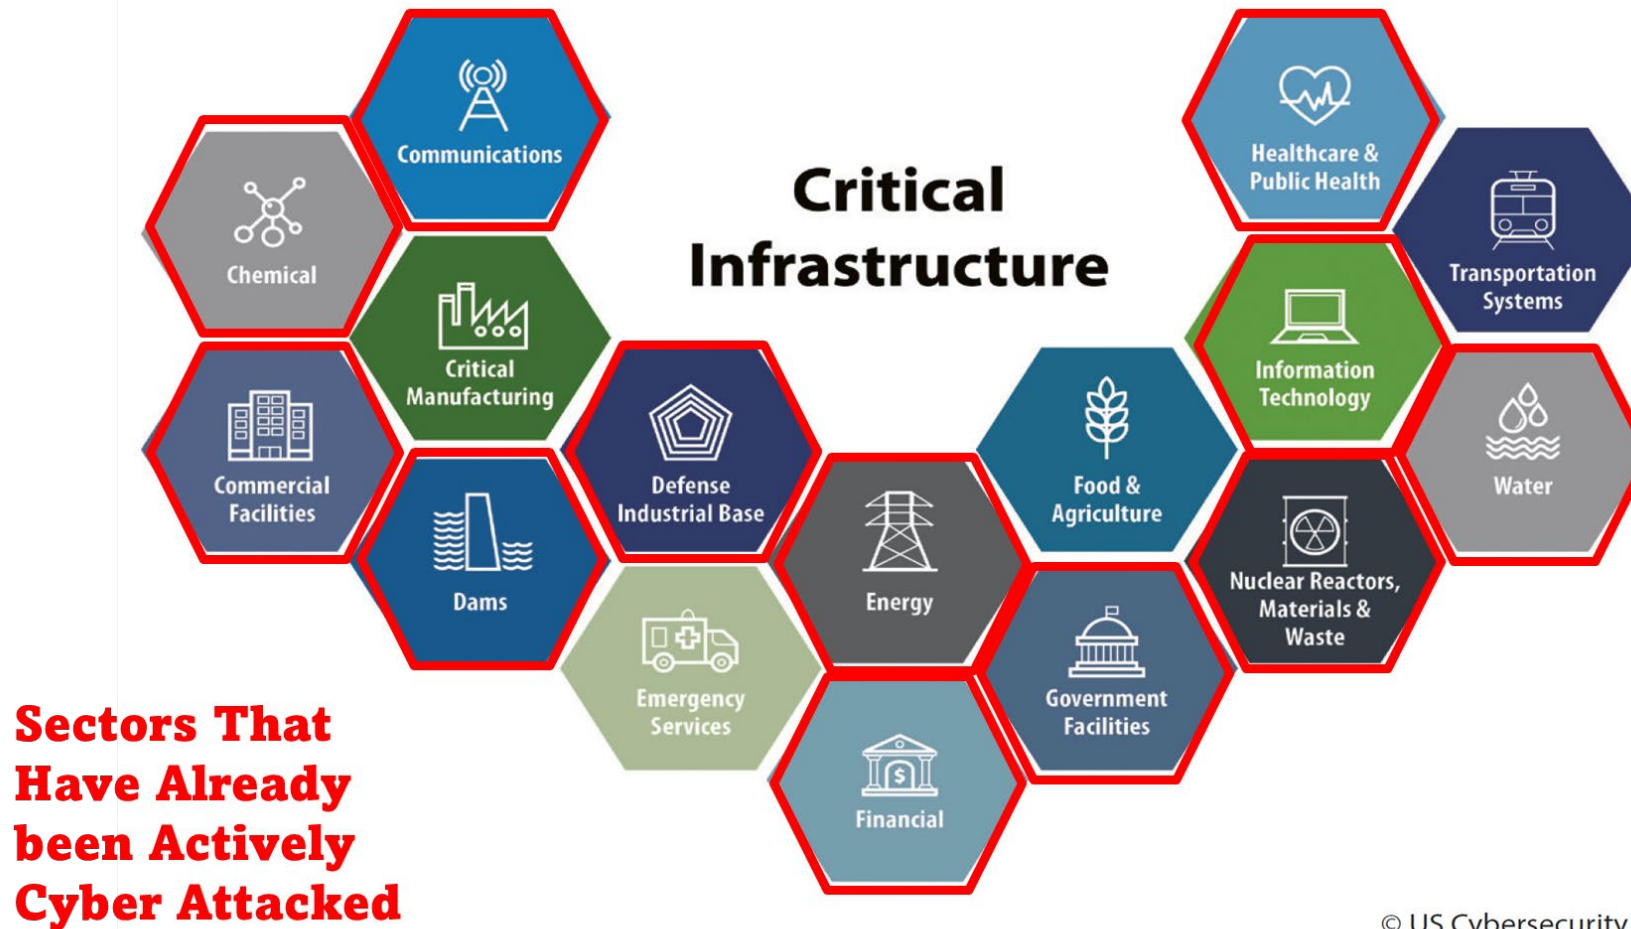 Communications
Chemical
Critical
Manufacturing
Commercial
Facilities
Dams
Defense
Industrial Base
Emergency
Services
Critical
Infrastructure
Energy
Financial
$
Food &
Agriculture
Government
Facilities
Healthcare &
Public Health
Information
Technology
Nuclear Reactors,
Materials &
Waste
Transportation
Systems
Water
Sectors That
Have Already
been Actively
Cyber Attacked
© US Cybersecurity